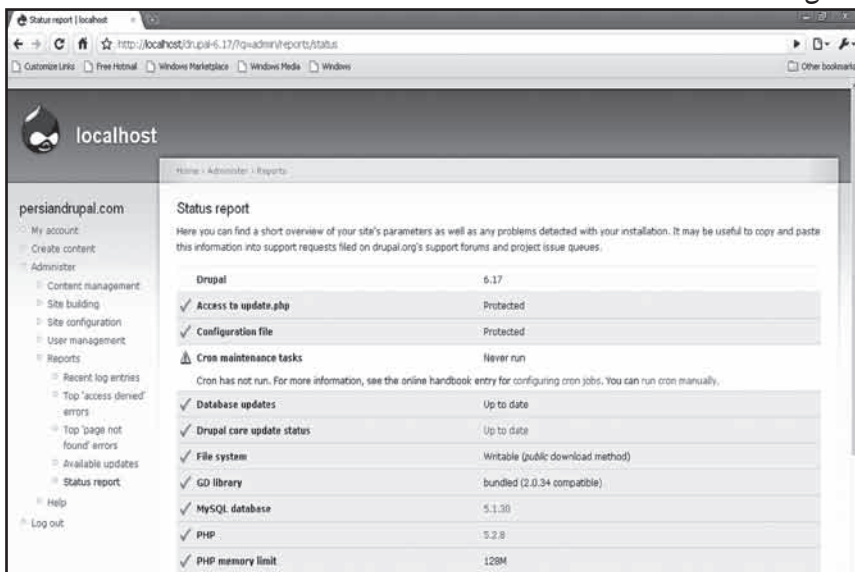 Status report | localhost
http://localhost/drupal-6.17/?q=admin/reports/status
Customize Links Free Hotmail Windows Marketplace Windows Media Windows Other bookmarks
localhost
Home › Administer › Reports
persiandrupal.com
My account
Create content
Administer
Content management
Site building
Site configuration
User management
Reports
Recent log entries
Top 'access denied'
errors
Top 'page not
found' errors
Available updates
Status report
Help
Log out
Status report
Here you can find a short overview of your site's parameters as well as any problems detected with your installation. It may be useful to copy and paste
this information into support requests filed on drupal.org's support forums and project issue queues.
Drupal 6.17
Access to update.php Protected
Configuration file Protected
Cron maintenance tasks Never run
Cron has not run. For more information, see the online handbook entry for configuring cron jobs. You can run cron manually.
Database updates Up to date
Drupal core update status Up to date
File system Writable (public download method)
GD library bundled (2.0.34 compatible)
MySQL database 5.1.30
PHP 5.2.8
PHP memory limit 128M